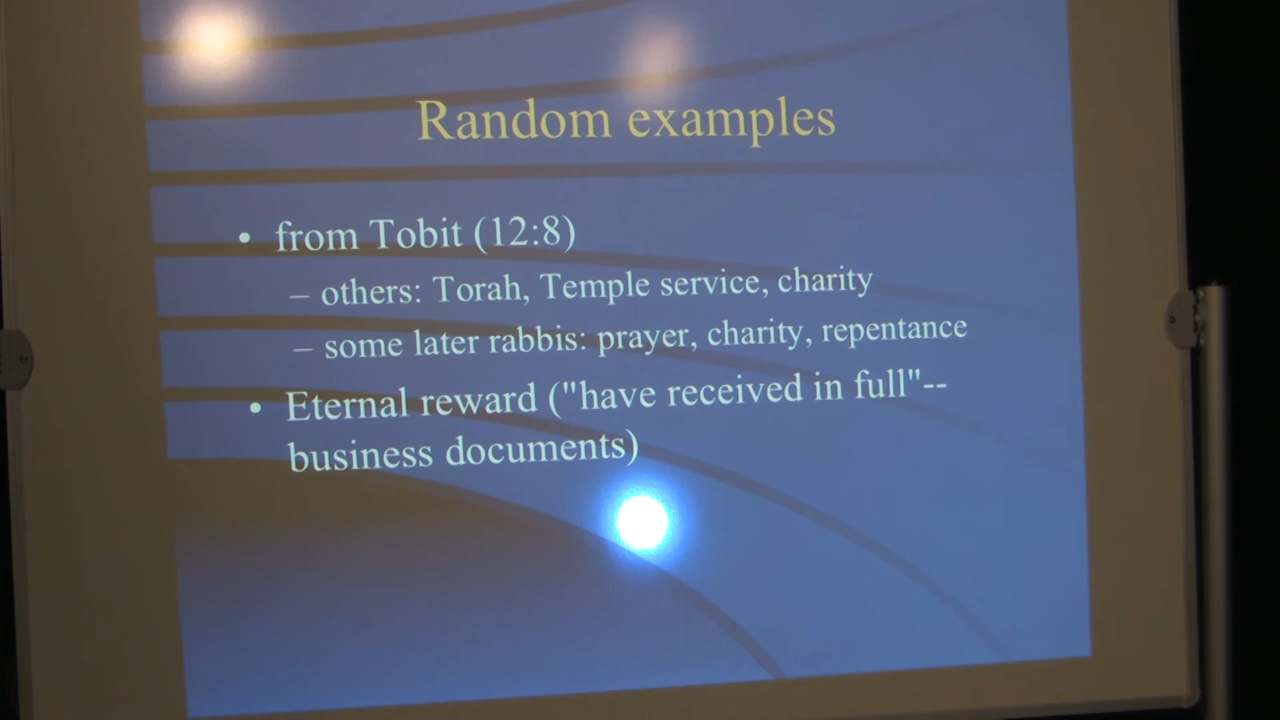 Random examples
• from Tobit (12:8)
– others: Torah, Temple service, charity
– some later rabbis: prayer, charity, repentance
• Eternal reward ("have received in full"--
business documents)